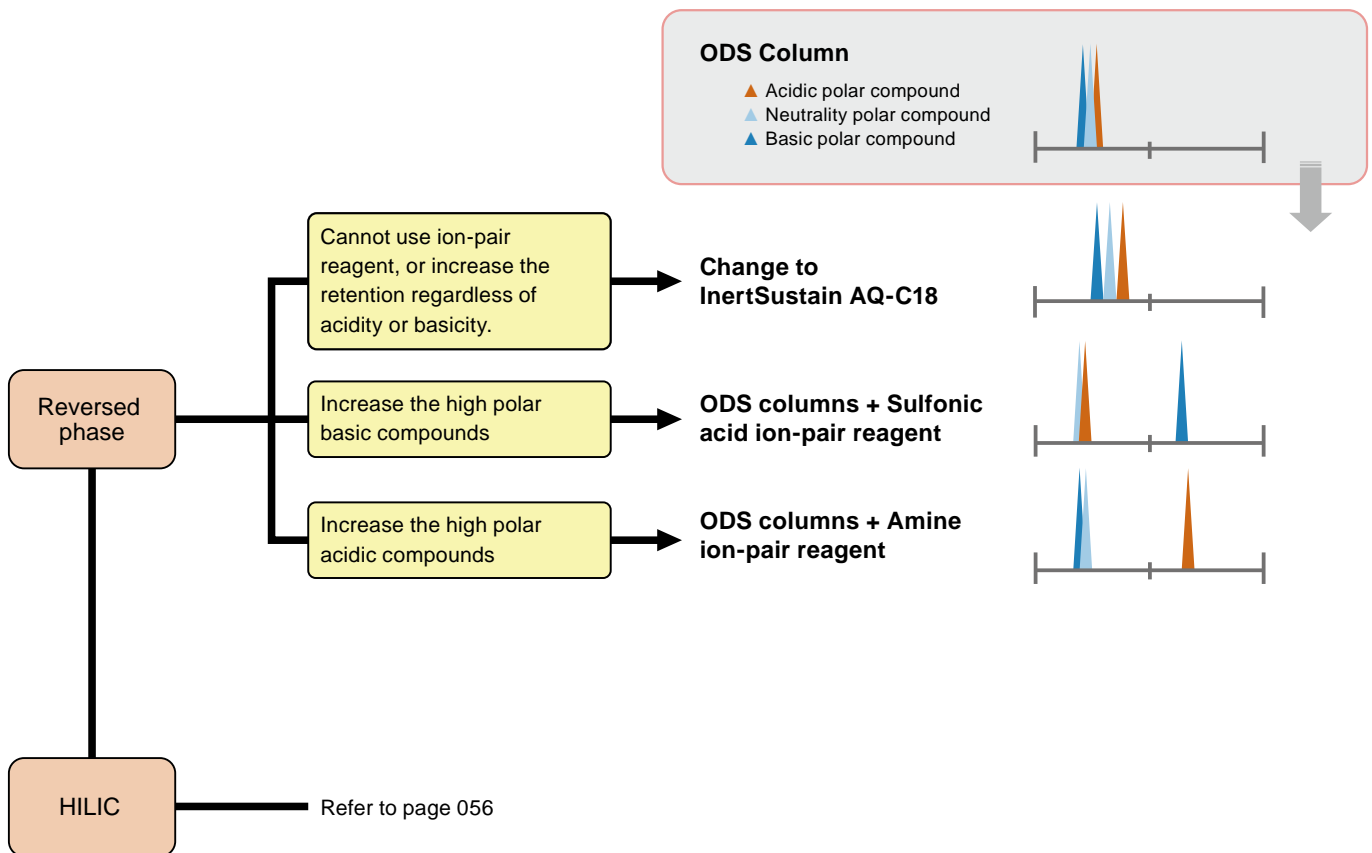 ODS Column
Acidic polar compound
Neutrality polar compound
Basic polar compound
Cannot use ion-pair
reagent, or increase the
retention regardless of
acidity or basicity.
Change to
InertSustain AQ-C18
Reversed
phase
Increase the high polar
basic compounds
ODS columns + Sulfonic
acid ion-pair reagent
Increase the high polar
acidic compounds
ODS columns + Amine
ion-pair reagent
HILIC
Refer to page 056